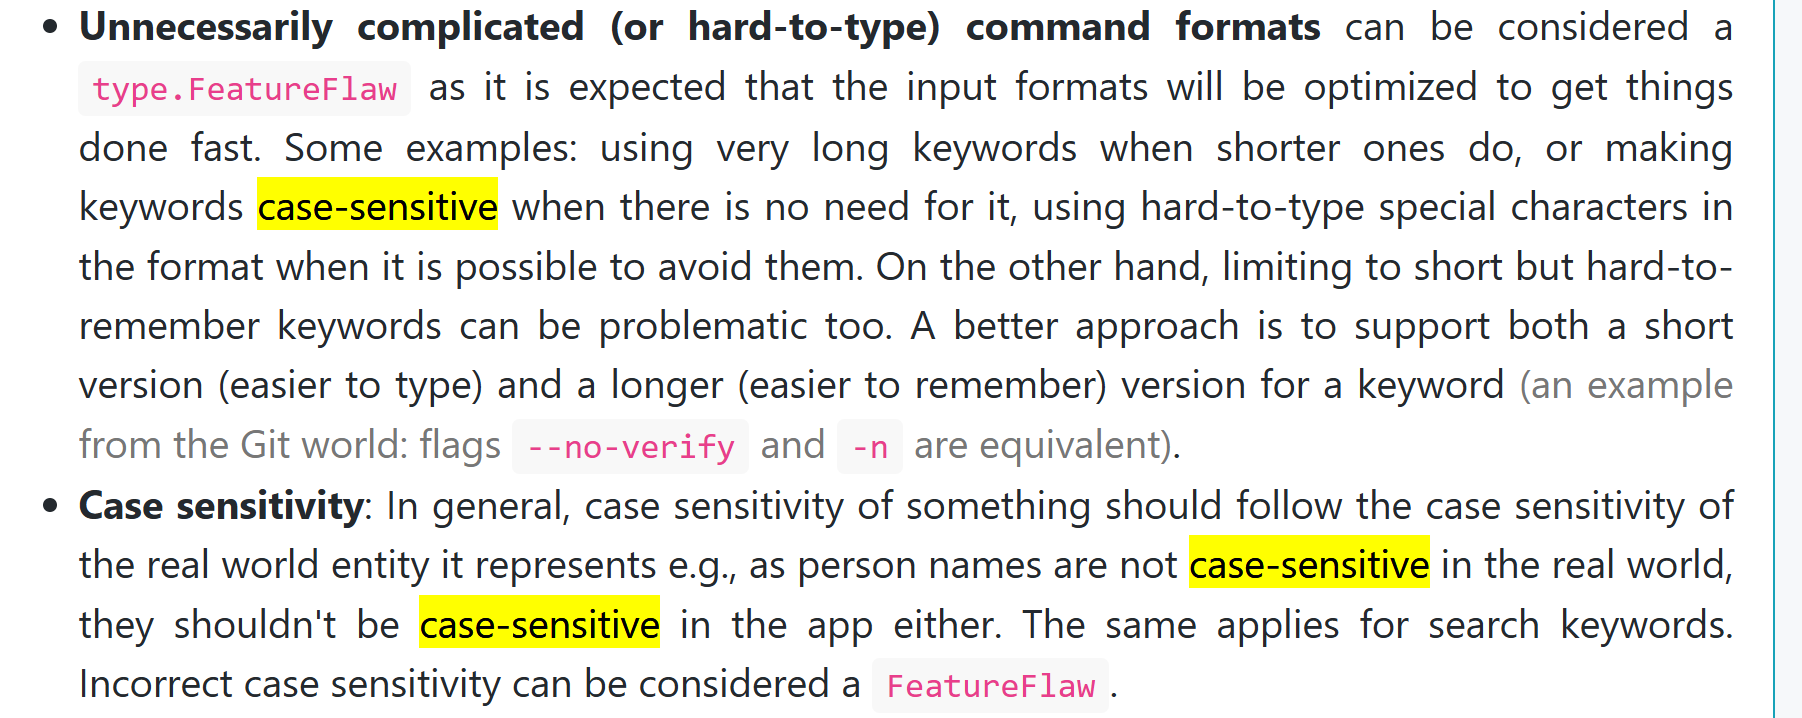 • Unnecessarily complicated (or hard-to-type) command formats can be considered a
type.FeatureFlaw as it is expected that the input formats will be optimized to get things
done fast. Some examples: using very long keywords when shorter ones do, or making
keywords case-sensitive when there is no need for it, using hard-to-type special characters in
the format when it is possible to avoid them. On the other hand, limiting to short but hard-to-
remember keywords can be problematic too. A better approach is to support both a short
version (easier to type) and a longer (easier to remember) version for a keyword (an example
from the Git world: flags --no-verify and -n are equivalent).
• Case sensitivity: In general, case sensitivity of something should follow the case sensitivity of
the real world entity it represents e.g., as person names are not case-sensitive in the real world,
they shouldn't be case-sensitive in the app either. The same applies for search keywords.
Incorrect case sensitivity can be considered a FeatureFlaw.